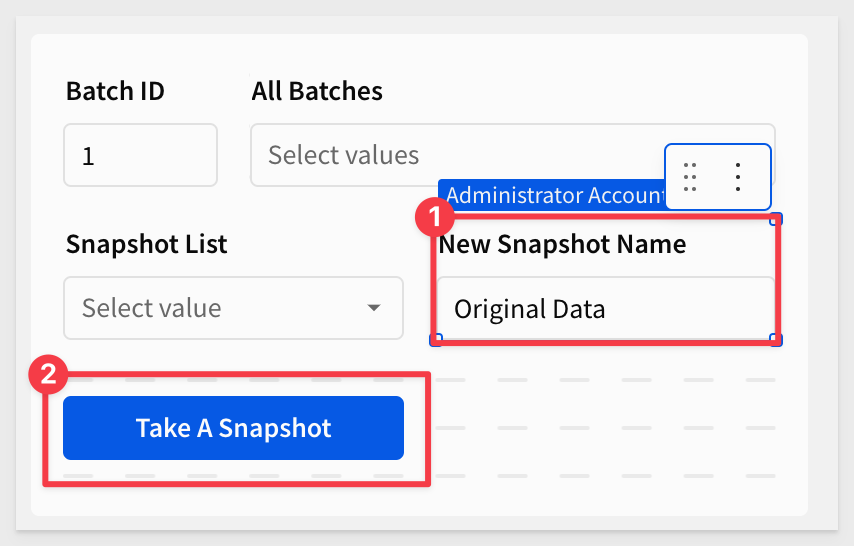 Batch ID
All Batches
1
Select values
Administrator Account
1
Snapshot List
New Snapshot Name
Select value
Original Data
2
Take A Snapshot